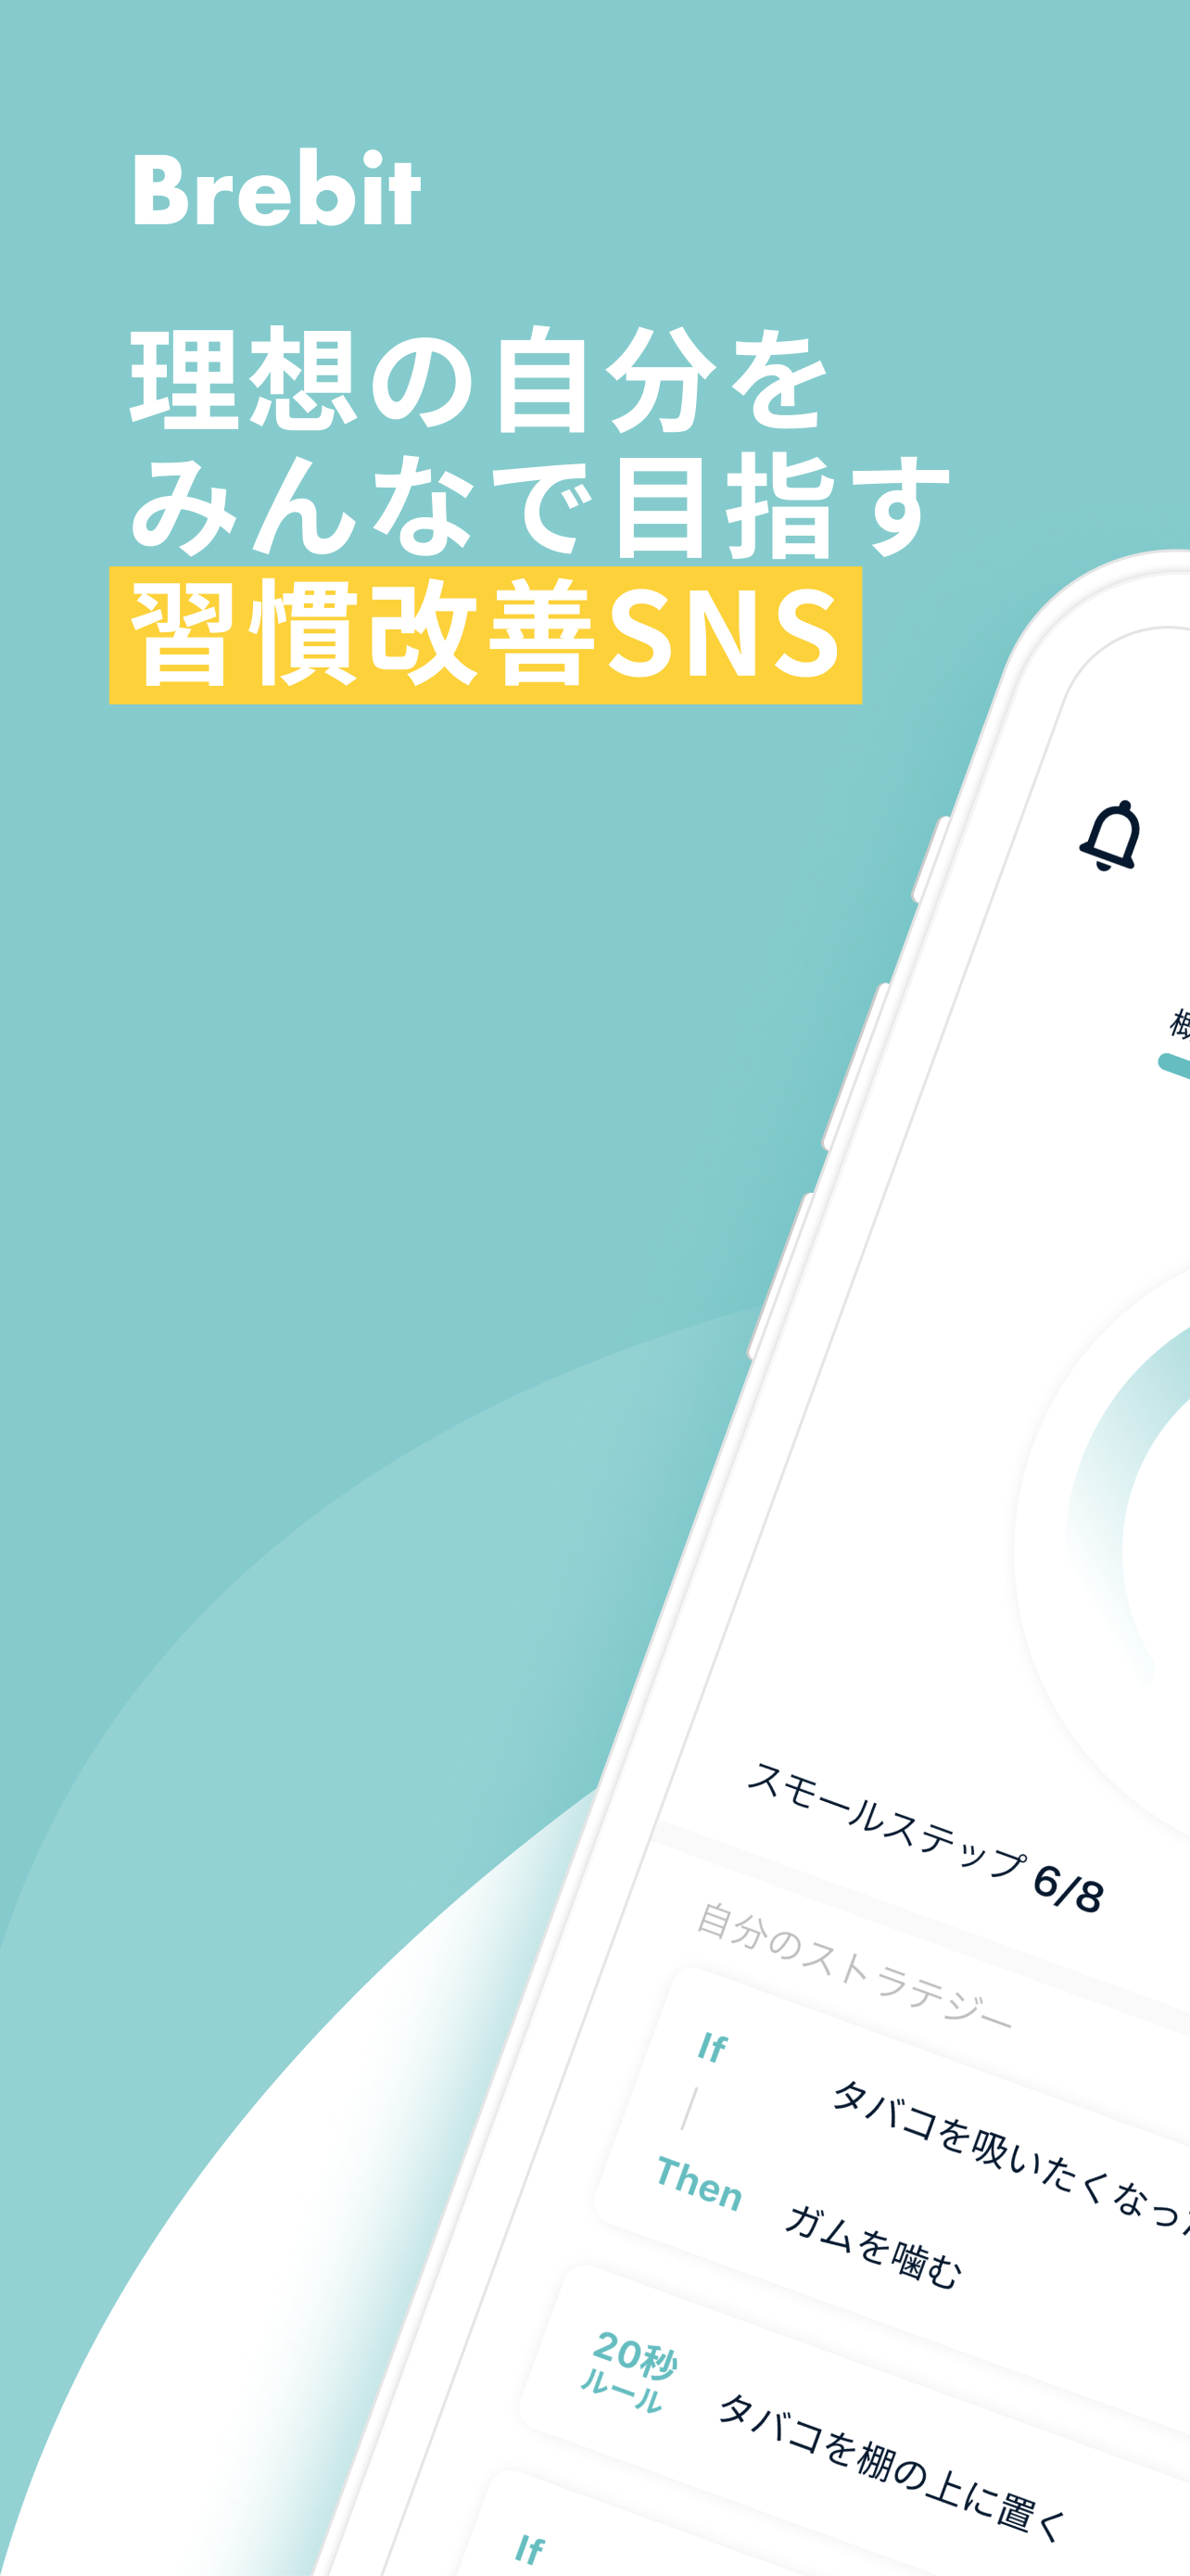 Brebit
理想の自分を
みんなで目指す
習慣改善SNS
スモールステップ 6/8
自分のストラテジー
If
タバコを吸いたくなっ
Then
ガムを噛む
20秒
ルール
タバコを棚の上に置く
If